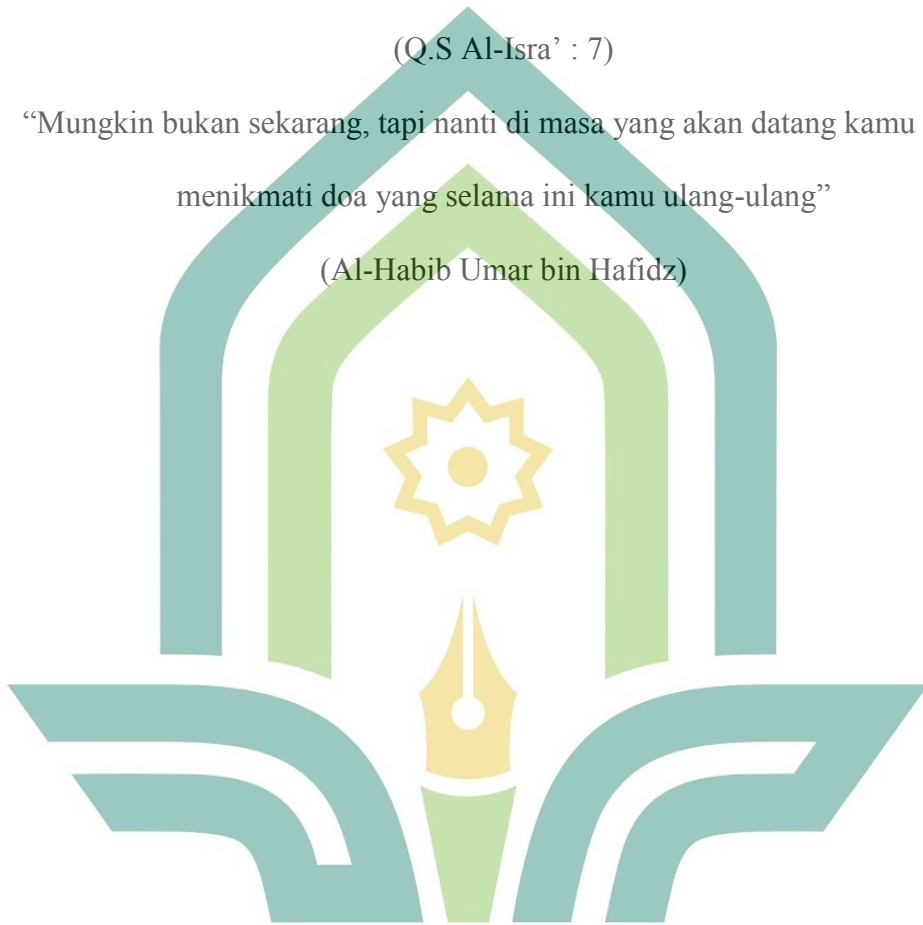 (Q.S Al-Isra’ : 7)
“Mungkin bukan sekarang, tapi nanti di masa yang akan datang kamu
menikmati doa yang selama ini kamu ulang-ulang”
(Al-Habib Umar bin Hafidz)